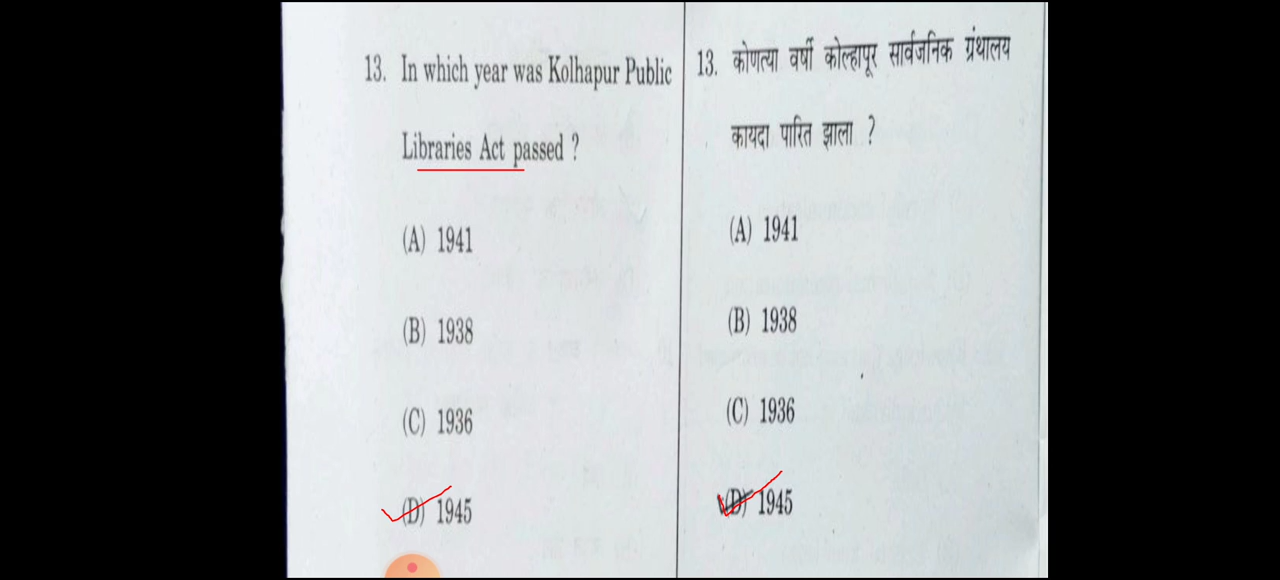 13. In which year was Kolhapur Public
Libraries Act passed ?
(A) 1941
(B) 1938
(C) 1936
(D) 1945
13. कोणत्या वर्षी कोल्हापूर सार्वजनिक ग्रंथालय
कायदा पारित झाला ?
(A) 1941
(B) 1938
(C) 1936
(D) 1945